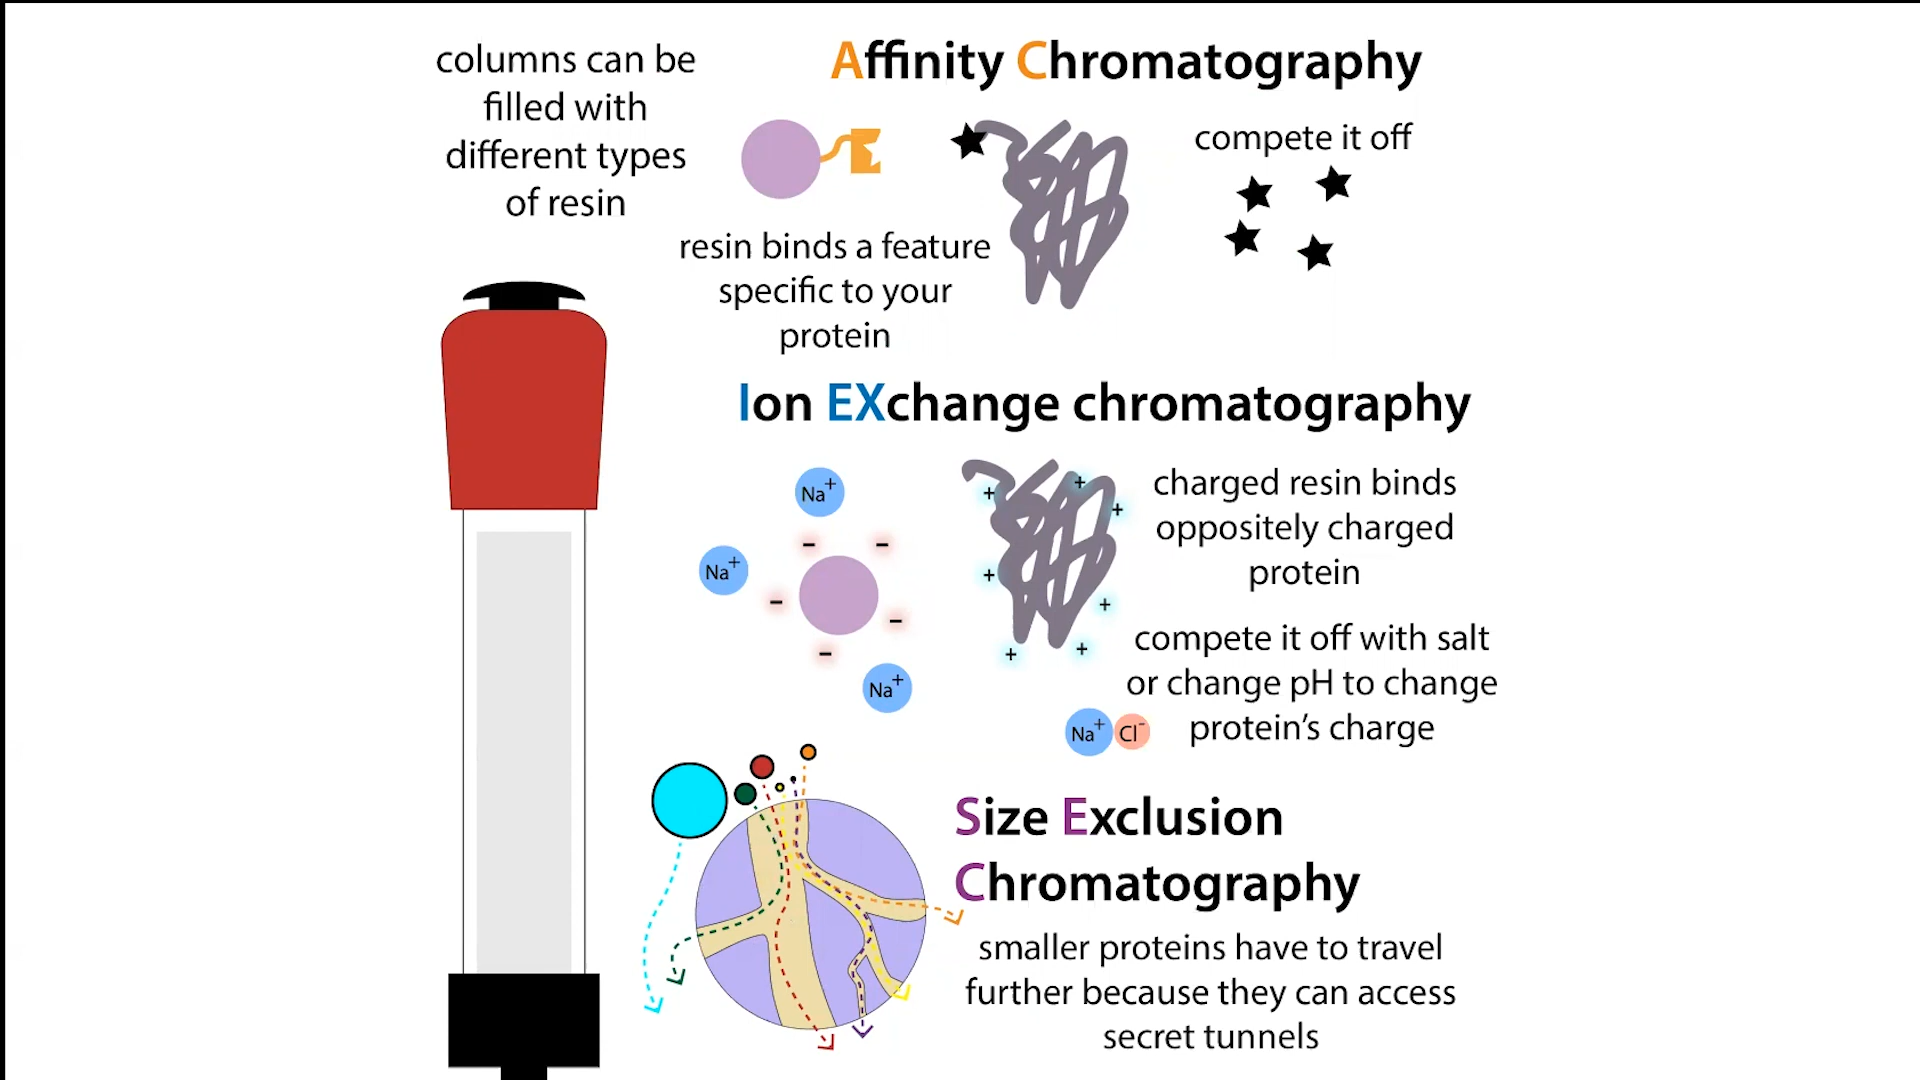 columns can be
filled with
different types
of resin
Affinity Chromatography
compete it off
resin binds a feature
specific to your
protein
Ion EXchange chromatography
Na+
Na+
Na+
−
−
−
−
−
+
+
+
+
+
+
+
charged resin binds
oppositely charged
protein
compete it off with salt
or change pH to change
protein’s charge
Na+ Cl-
Size Exclusion
Chromatography
smaller proteins have to travel
further because they can access
secret tunnels